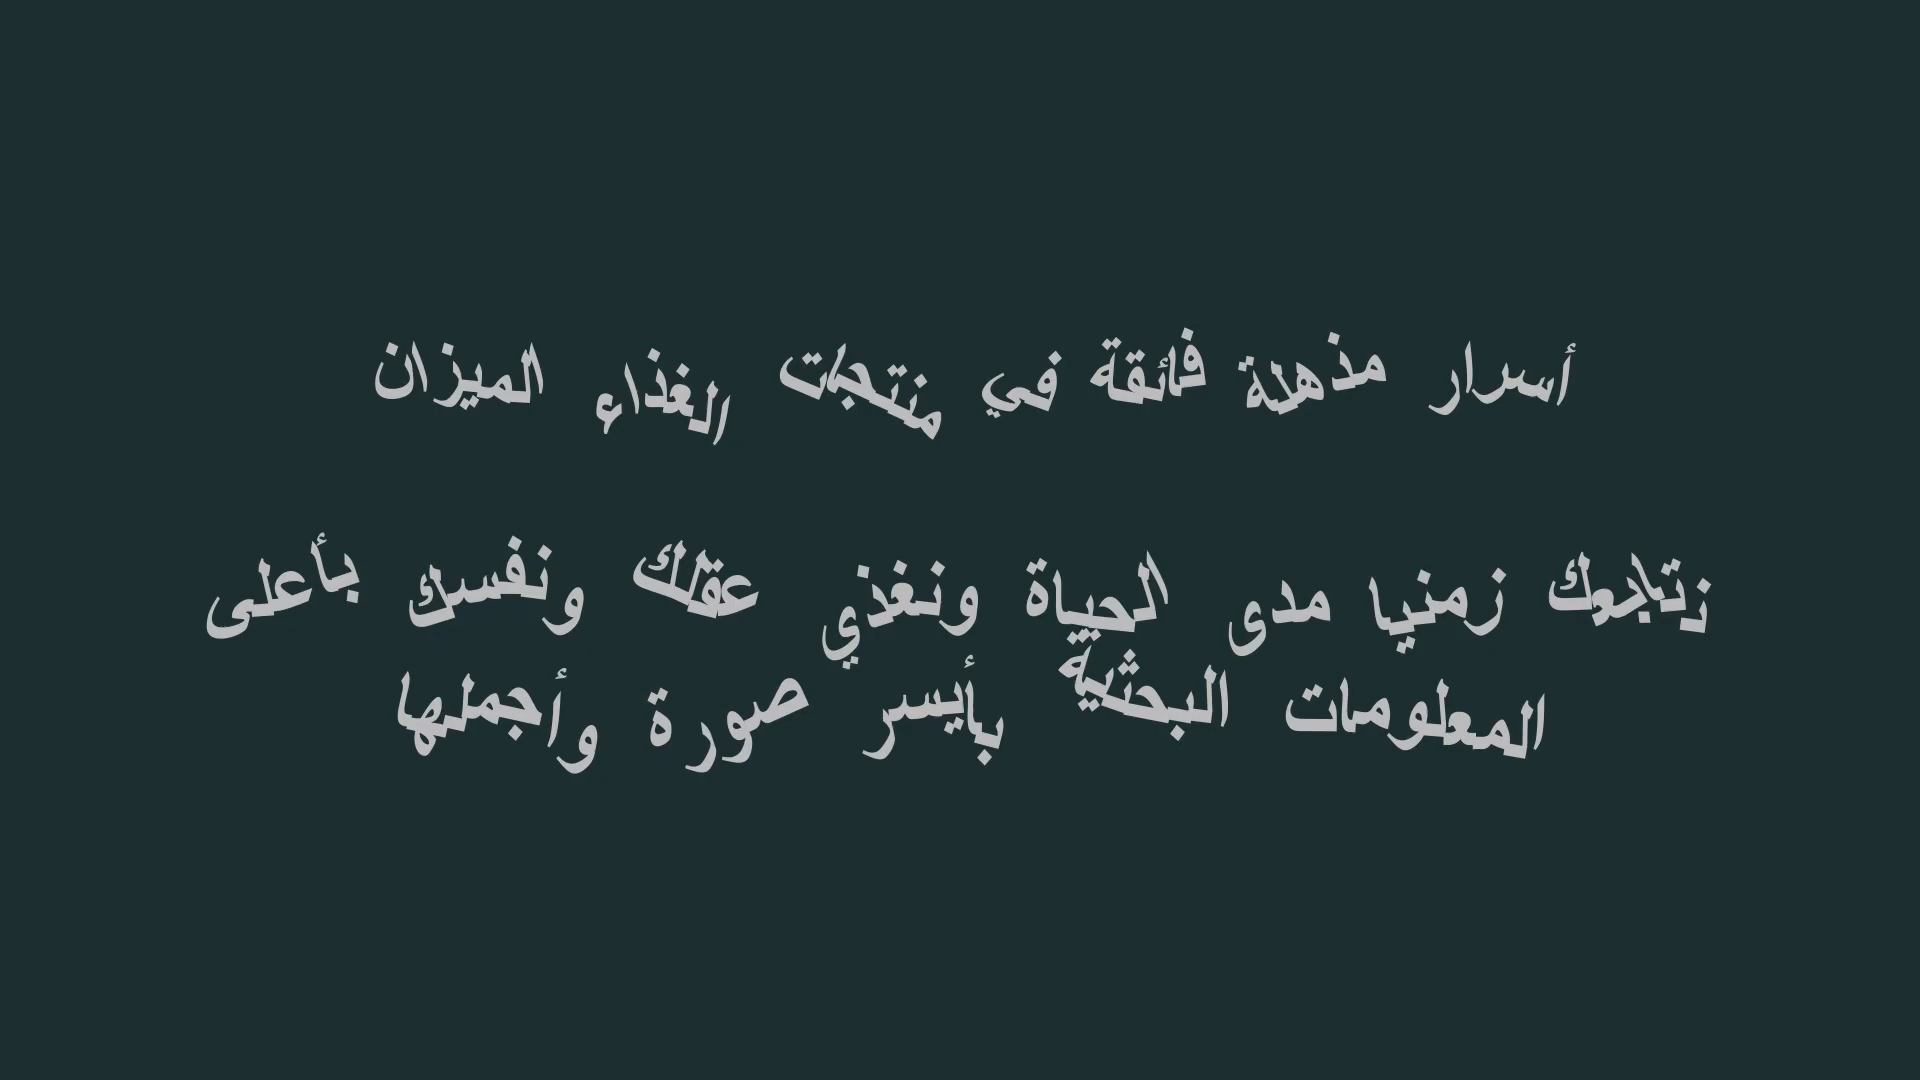 أسرار مذهلة فائقة في منتجات الغذاء الميزان
نتابعك زمنيا مدى الحياة ونغذي عقلك ونفسك بأعلى
المعلومات البحثية بأيسر صورة وأجملها